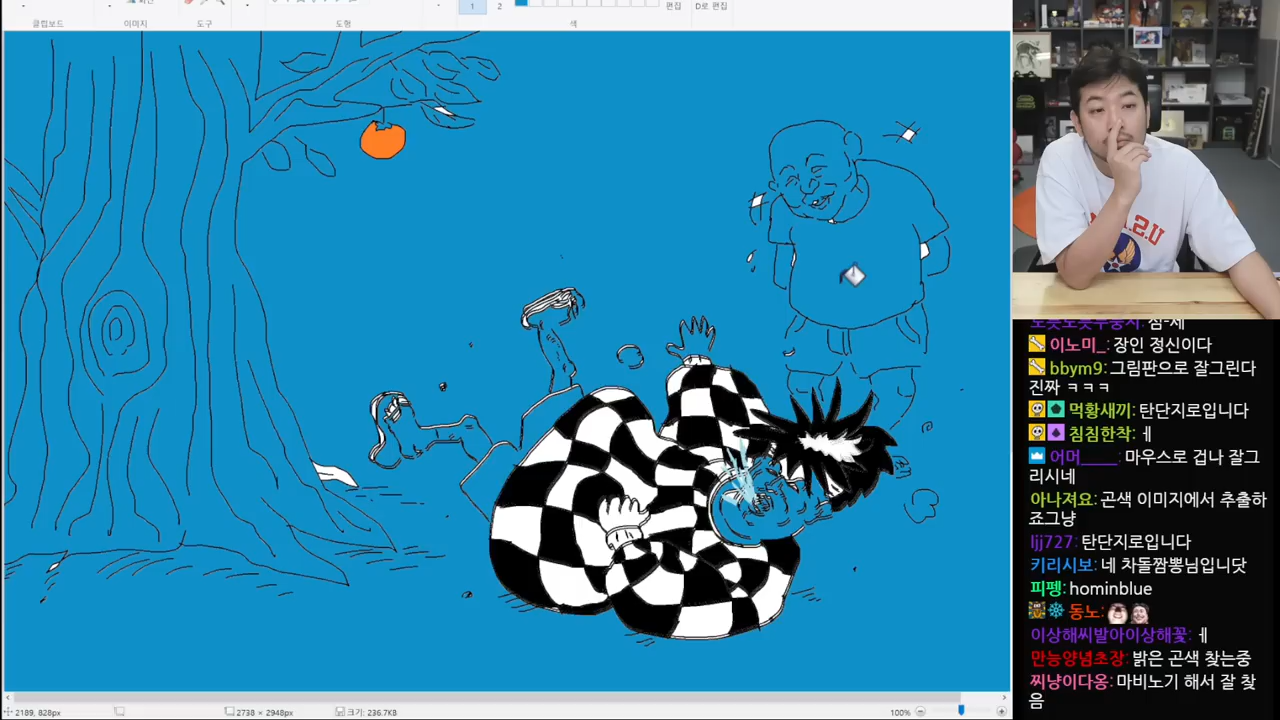 클립보드
이미지
도구
도형
1
2
색
편집
D로 편집
U.S.
이노미_: 장인 정신이다
bbym9: 그림판으로 잘그린다
진짜 ㅋㅋㅋ
먹황새끼: 탄단지로입니다
침침한착: ㅔ
어머____: 마우스로 겁나 잘그
리시네
아나져요: 곤색 이미지에서 추출하
죠그냥
ljj727: 탄단지로입니다
키리시보: 네 차돌짬뽕님입니닷
피펭: hominblue
동노:
이상해씨발아이상해꽃: ㅔ
만능양념초장: 밝은 곤색 찾는중
찌냥이다옹: 마비노기 해서 잘 찾
음
2189, 828px
2738 × 2948px
크기: 236.7KB
100%